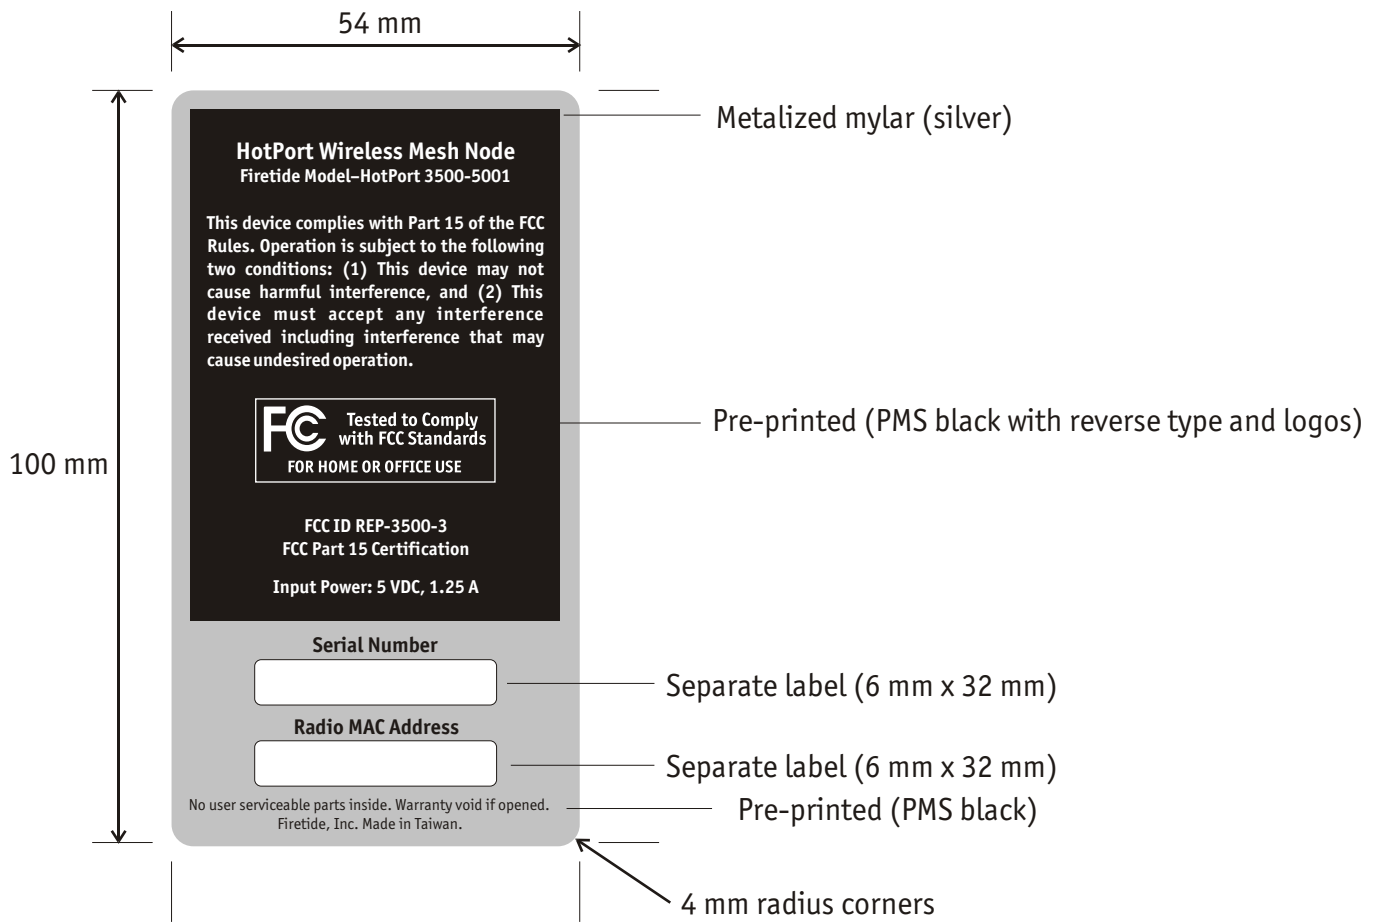 54 mm
Metalized mylar (silver)
HotPort Wireless Mesh Node
Firetide Model–HotPort 3500-5001
This device complies with Part 15 of the FCC
Rules. Operation is subject to the following
two conditions: (1) This device may not
cause harmful interference, and (2) This
device must accept any interference
received including interference that may
cause undesired operation.
FCC
Tested to Comply
with FCC Standards
FOR HOME OR OFFICE USE
Pre-printed (PMS black with reverse type and logos)
100 mm
FCC ID REP-3500-3
FCC Part 15 Certification
Input Power: 5 VDC, 1.25 A
Serial Number
Separate label (6 mm x 32 mm)
Radio MAC Address
Separate label (6 mm x 32 mm)
No user serviceable parts inside. Warranty void if opened.
Firetide, Inc. Made in Taiwan.
Pre-printed (PMS black)
4 mm radius corners